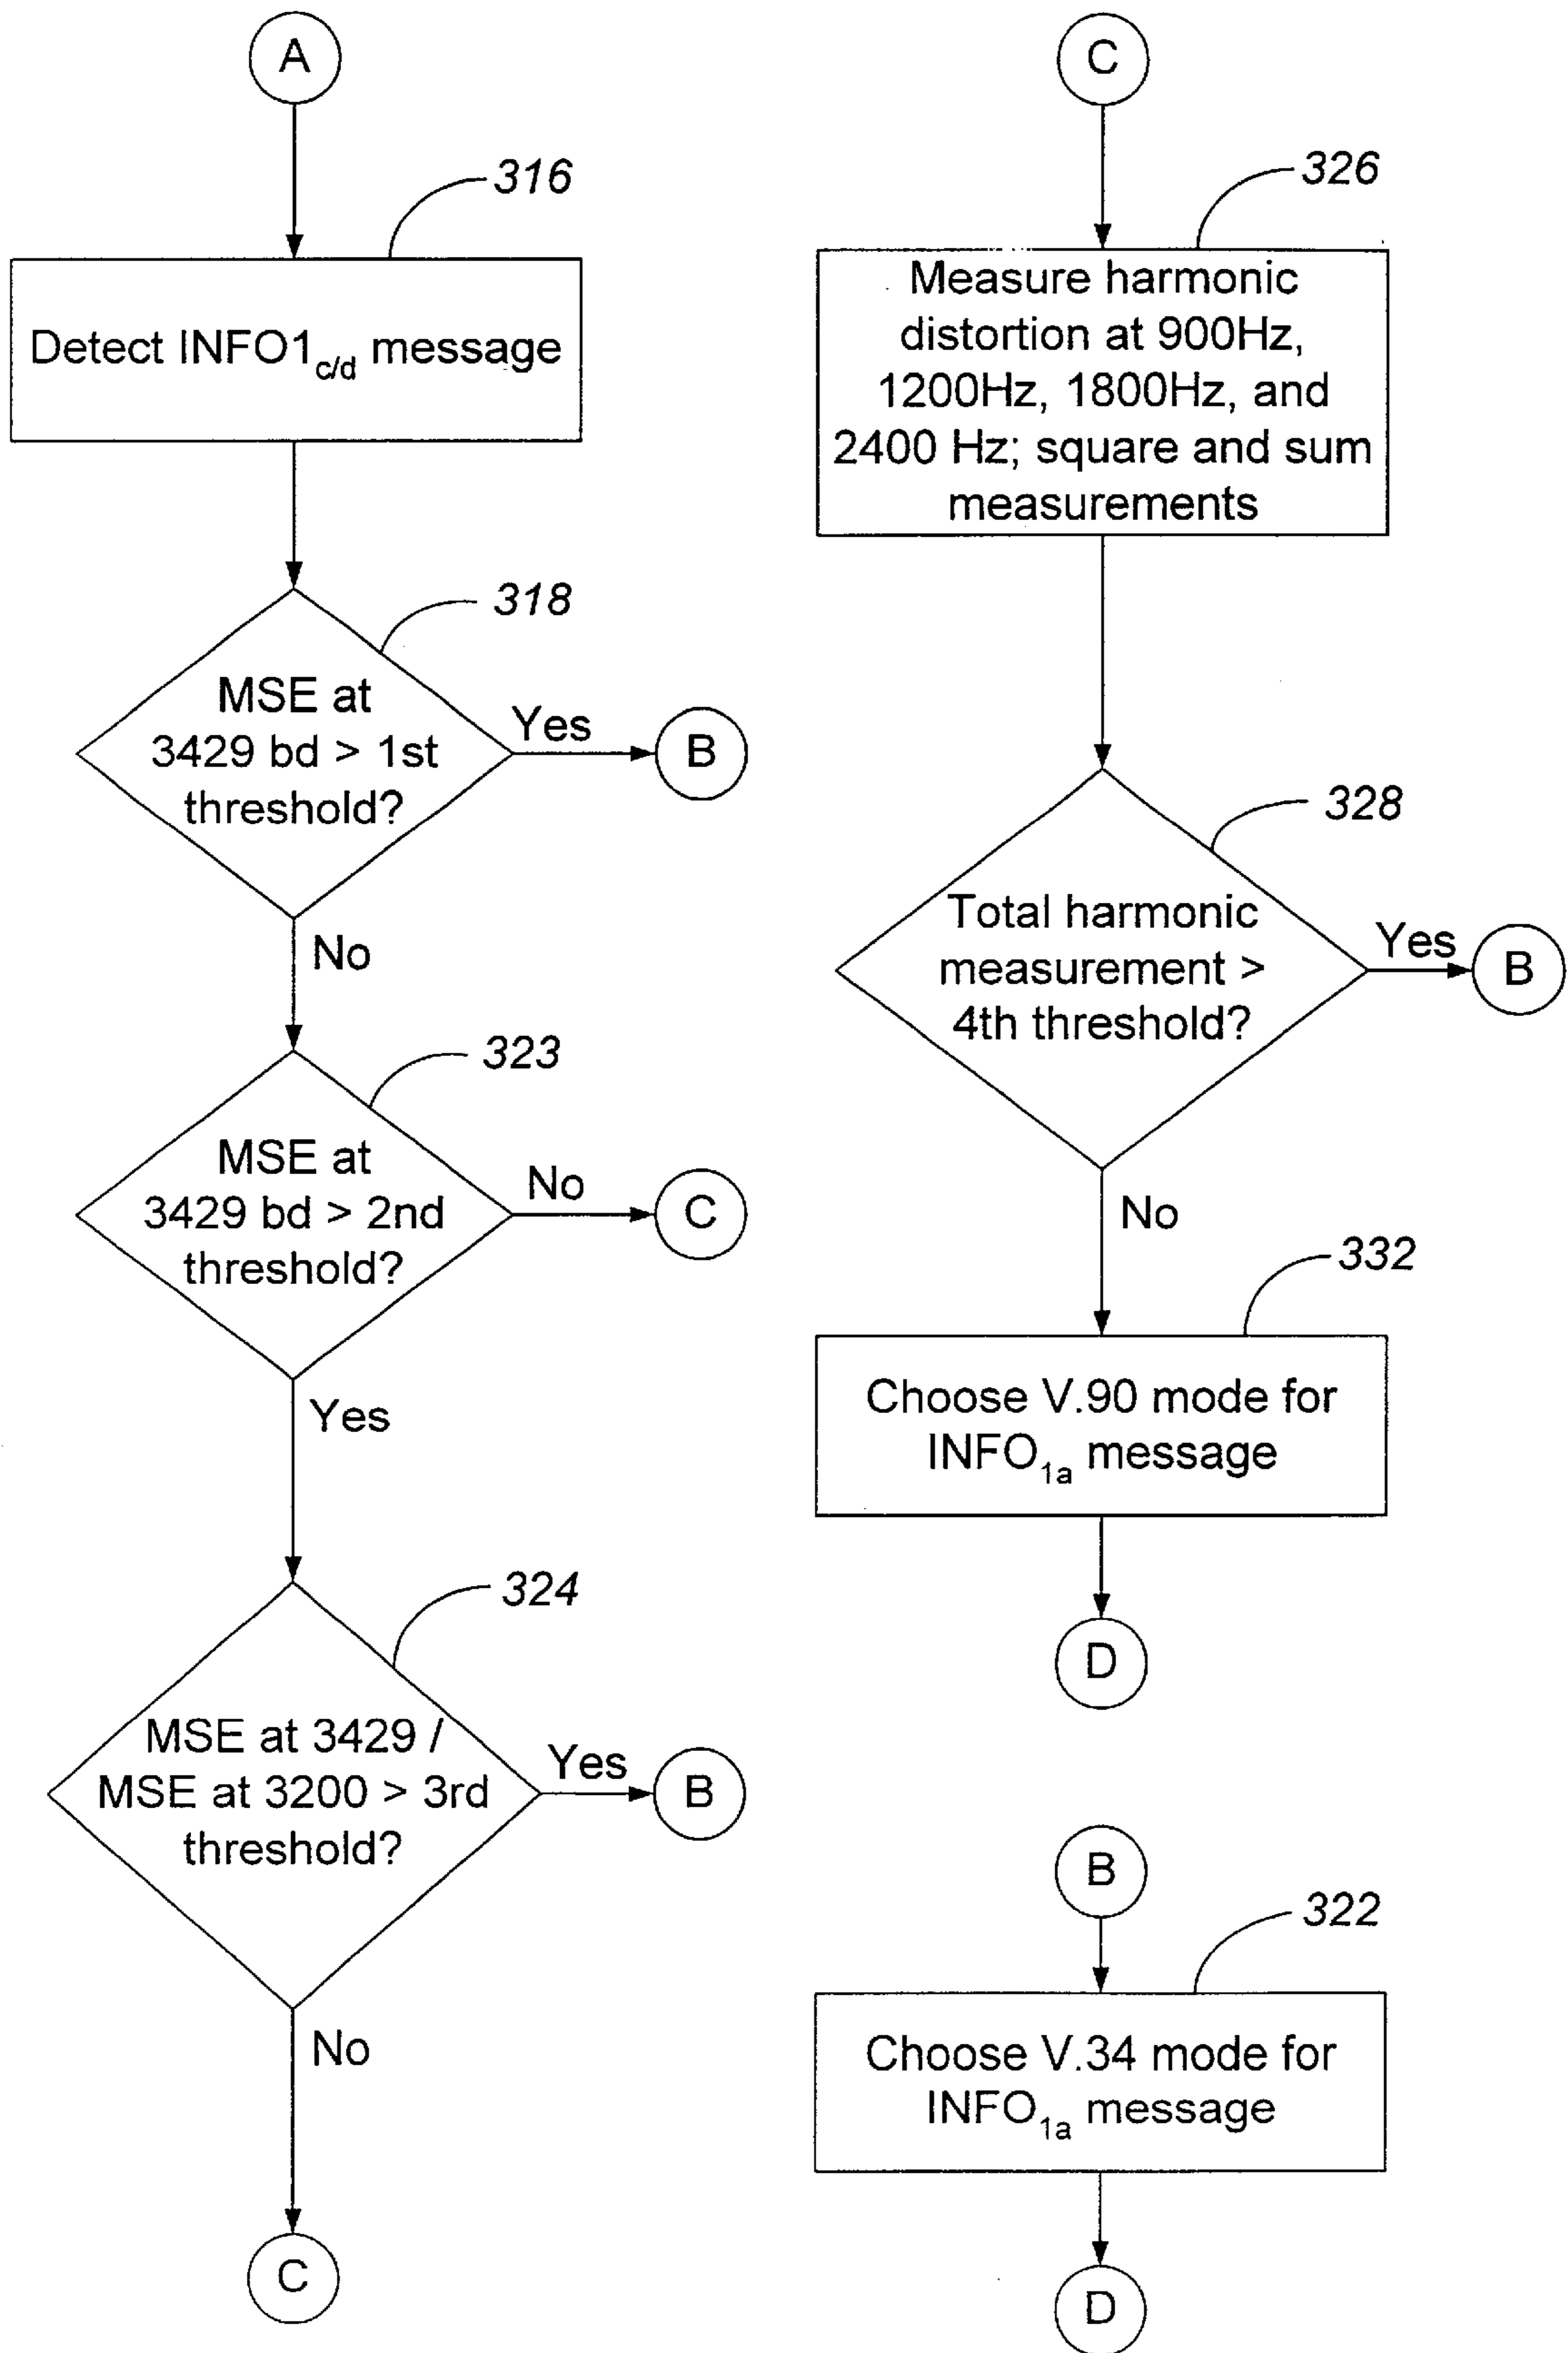 A
316
Detect INFO1c/d message
318
MSE at
3429 bd > 1st
threshold?
Yes
B
No
323
MSE at
3429 bd > 2nd
threshold?
No
C
Yes
324
MSE at 3429 /
MSE at 3200 > 3rd
threshold?
Yes
B
No
C
C
326
Measure harmonic
distortion at 900Hz,
1200Hz, 1800Hz, and
2400 Hz; square and sum
measurements
328
Total harmonic
measurement >
4th threshold?
Yes
B
No
332
Choose V.90 mode for
INFO1a message
D
B
322
Choose V.34 mode for
INFO1a message
D